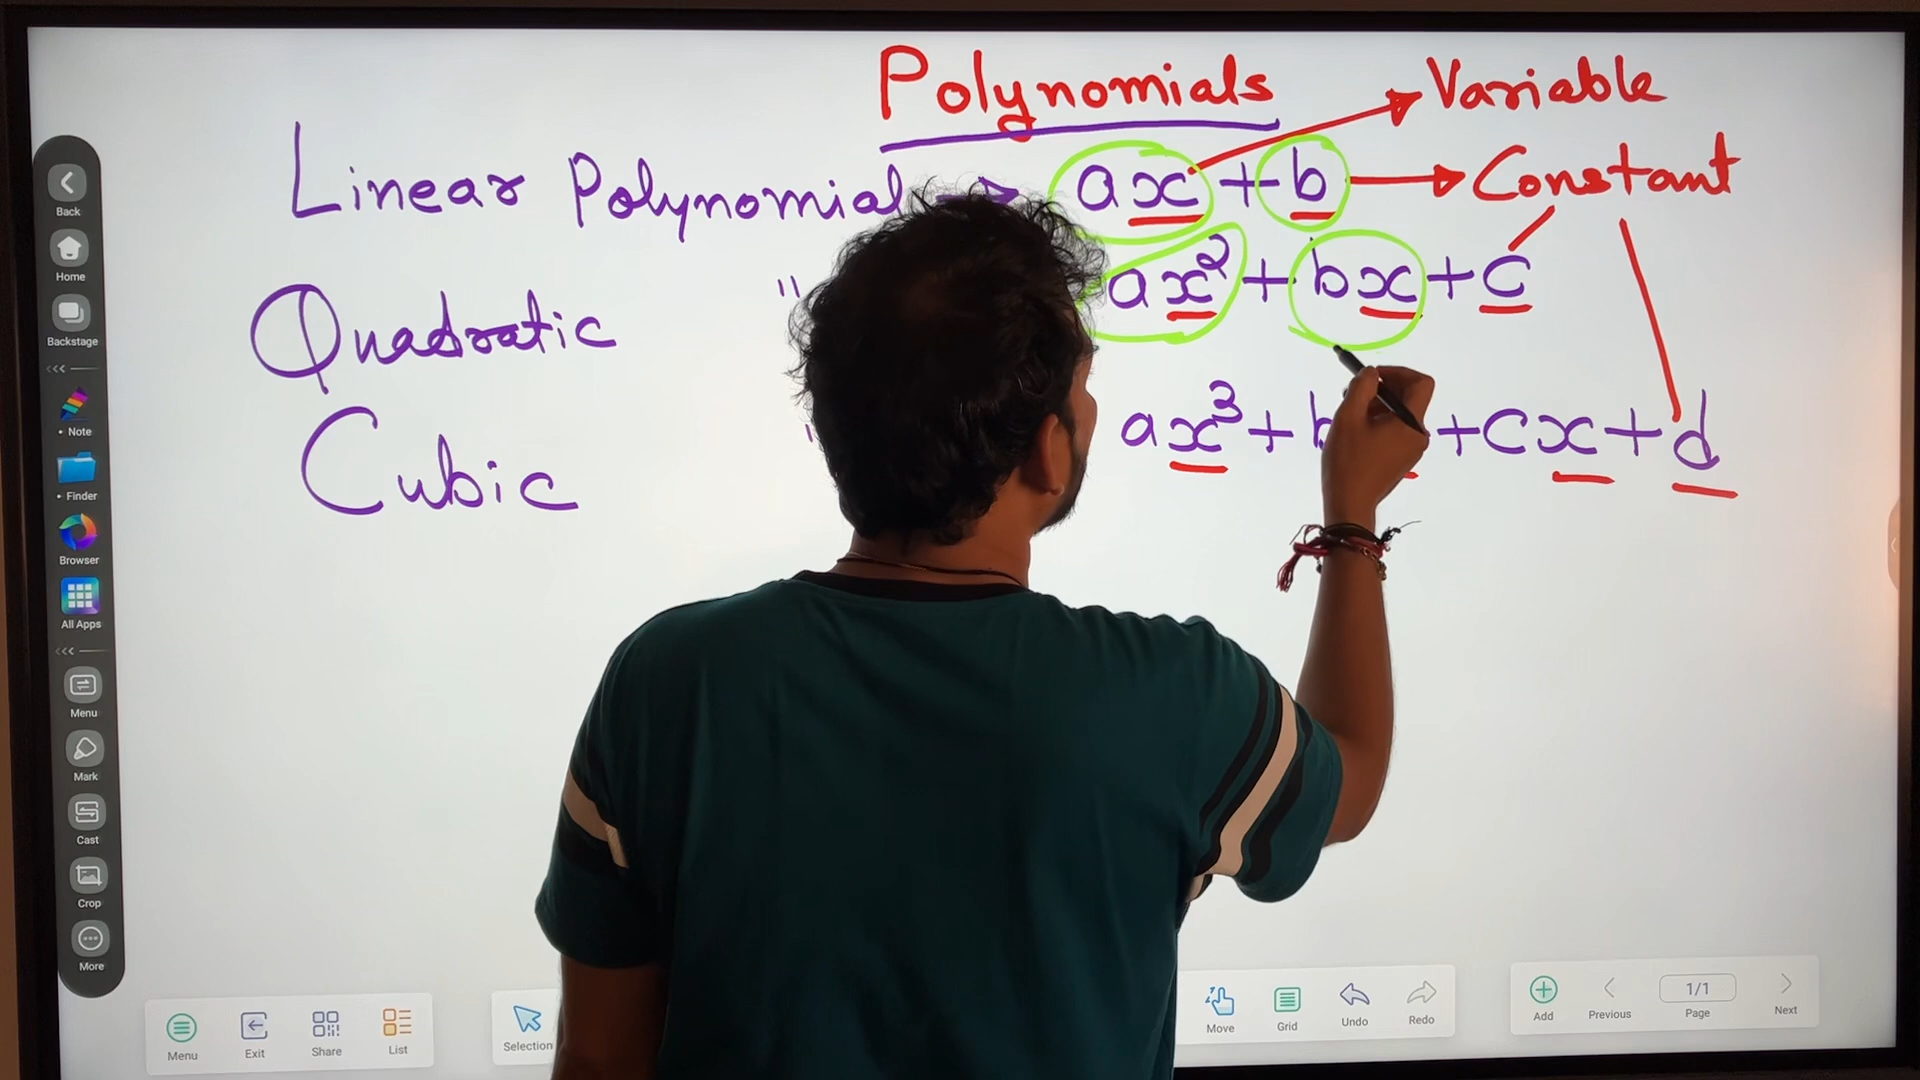 Polynomials
Variable
Linear Polynomial → ax + b → Constant
Quadratic " ax² + bx + c
Cubic " ax³ + b + cx + d
Back
Home
Backstage
Note
Finder
Browser
All Apps
Menu
Mark
Cast
Crop
More
Menu Exit Share List Selection Move Grid Undo Redo Add Previous 1/1 Page Next